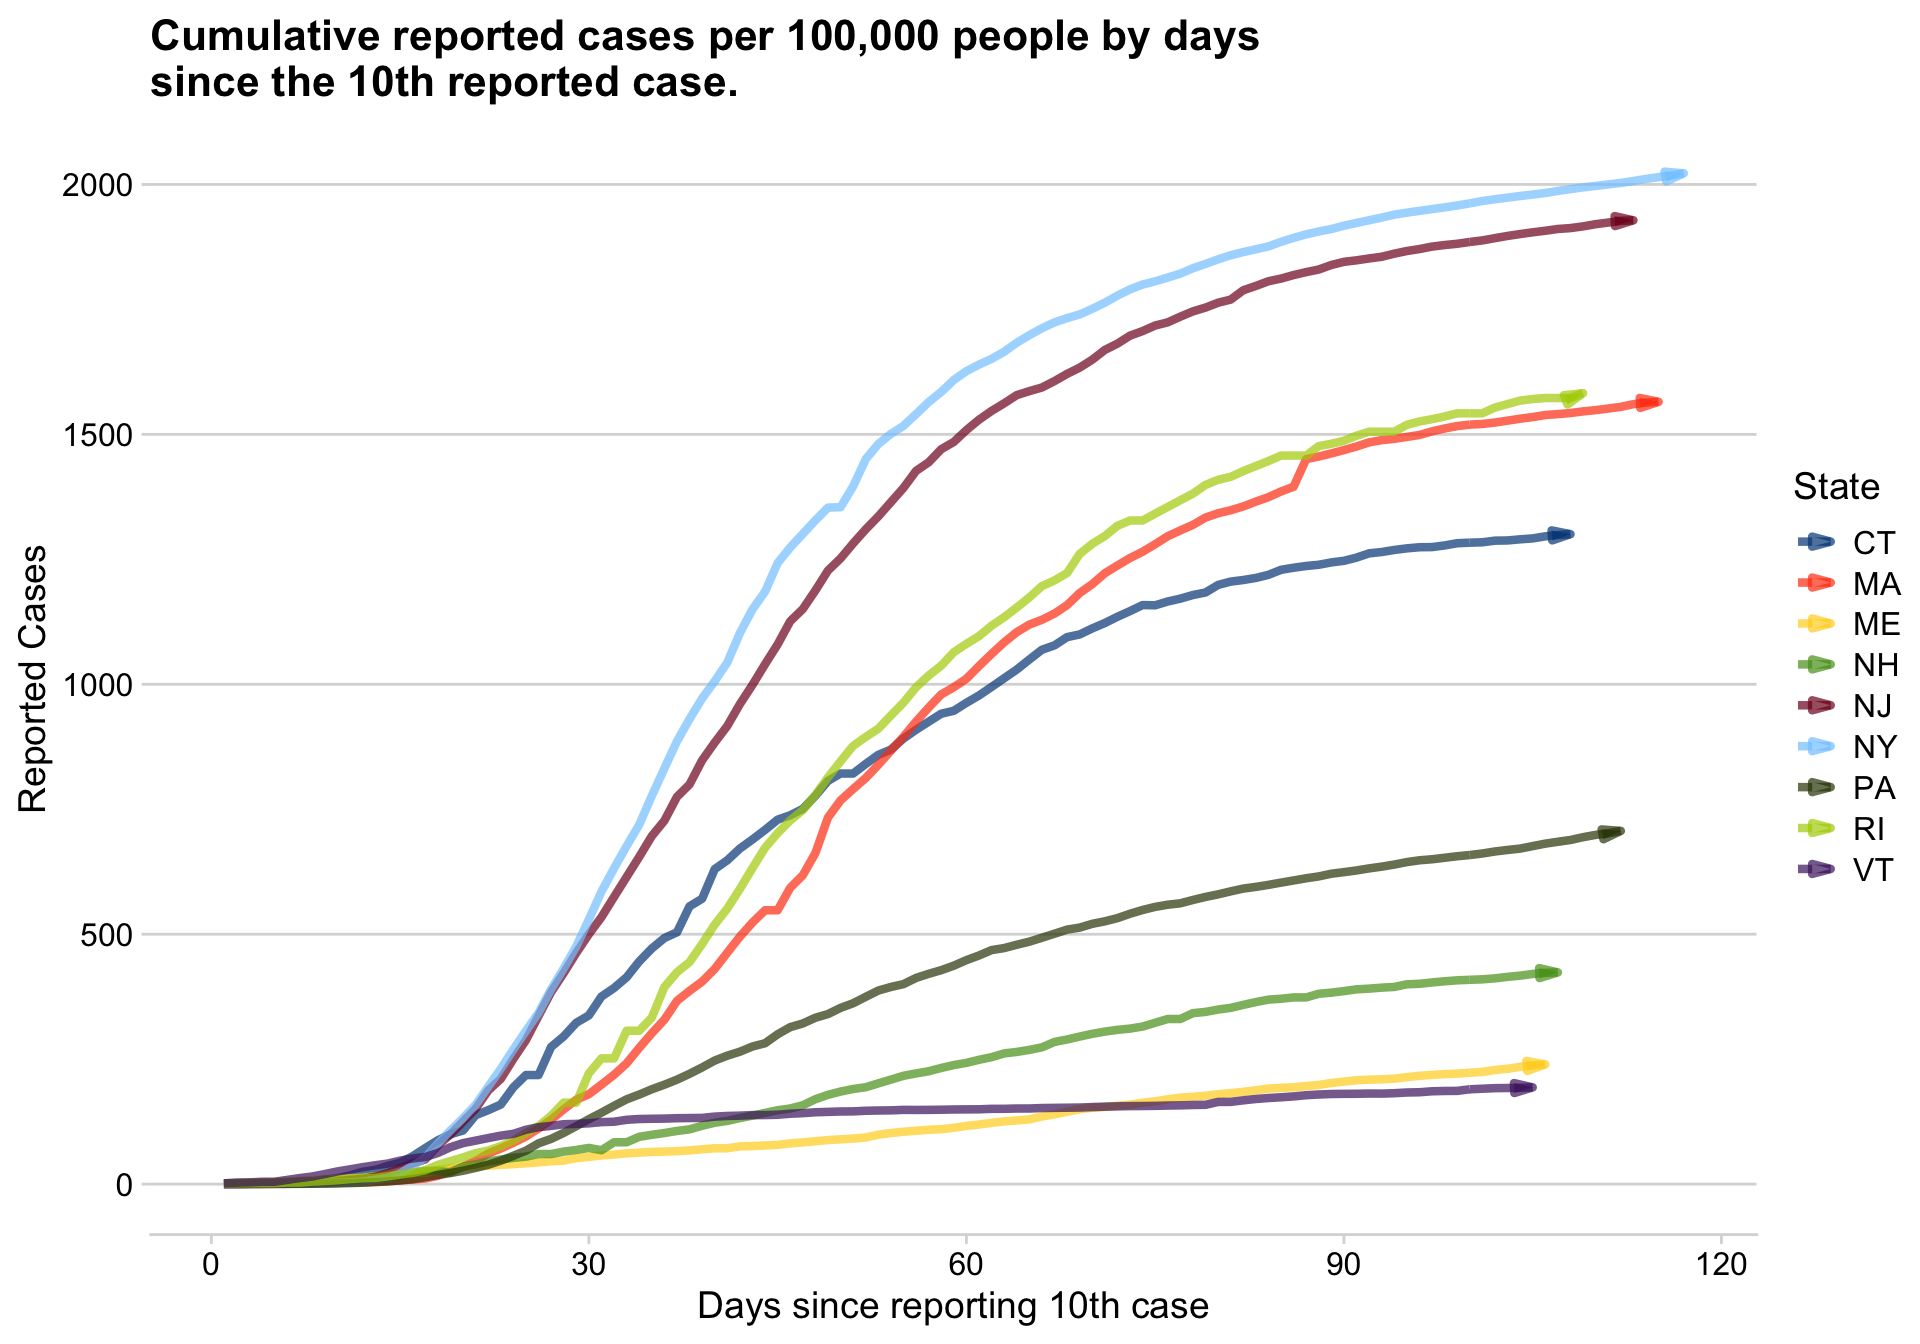 Cumulative reported cases per 100,000 people by days
since the 10th reported case.
2000
1500
1000
500
0
Reported Cases
0 30 60 90 120
Days since reporting 10th case
State
CT
MA
ME
NH
NJ
NY
PA
RI
VT